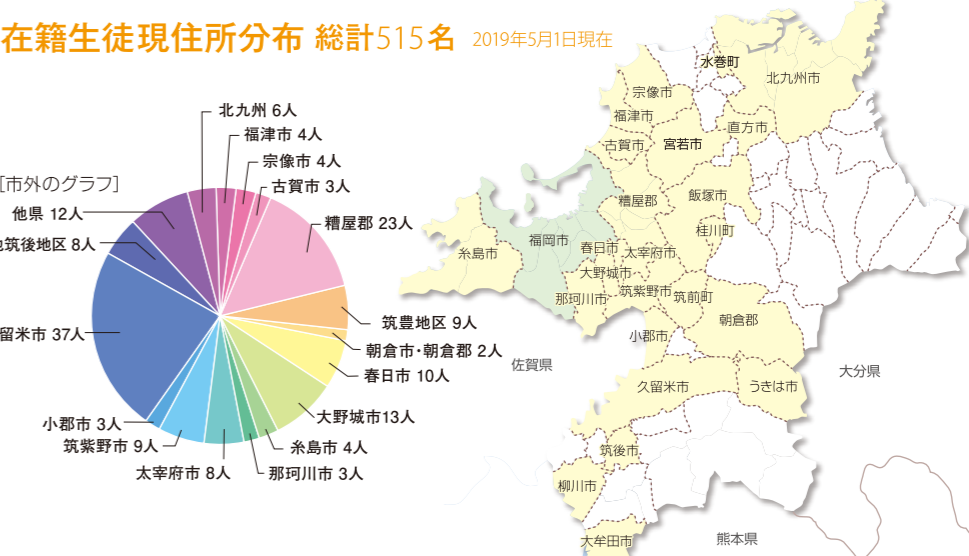 在籍生徒現住所分布 総計515名 2019年5月1日現在
[市外のグラフ]
北九州 6人
福津市 4人
宗像市 4人
古賀市 3人
糟屋郡 23人
筑豊地区 9人
朝倉市・朝倉郡 2人
春日市 10人
大野城市13人
糸島市 4人
那珂川市 3人
太宰府市 8人
筑紫野市 9人
小郡市 3人
留米市 37人
筑後地区 8人
他県 12人
水巻町
北九州市
宗像市
福津市
直方市
古賀市
宮若市
糟屋郡
飯塚市
桂川町
福岡市
春日市
太宰府市
糸島市
大野城市
那珂川市
筑紫野市
筑前町
朝倉郡
小郡市
佐賀県
大分県
久留米市
うきは市
筑後市
柳川市
大牟田市
熊本県